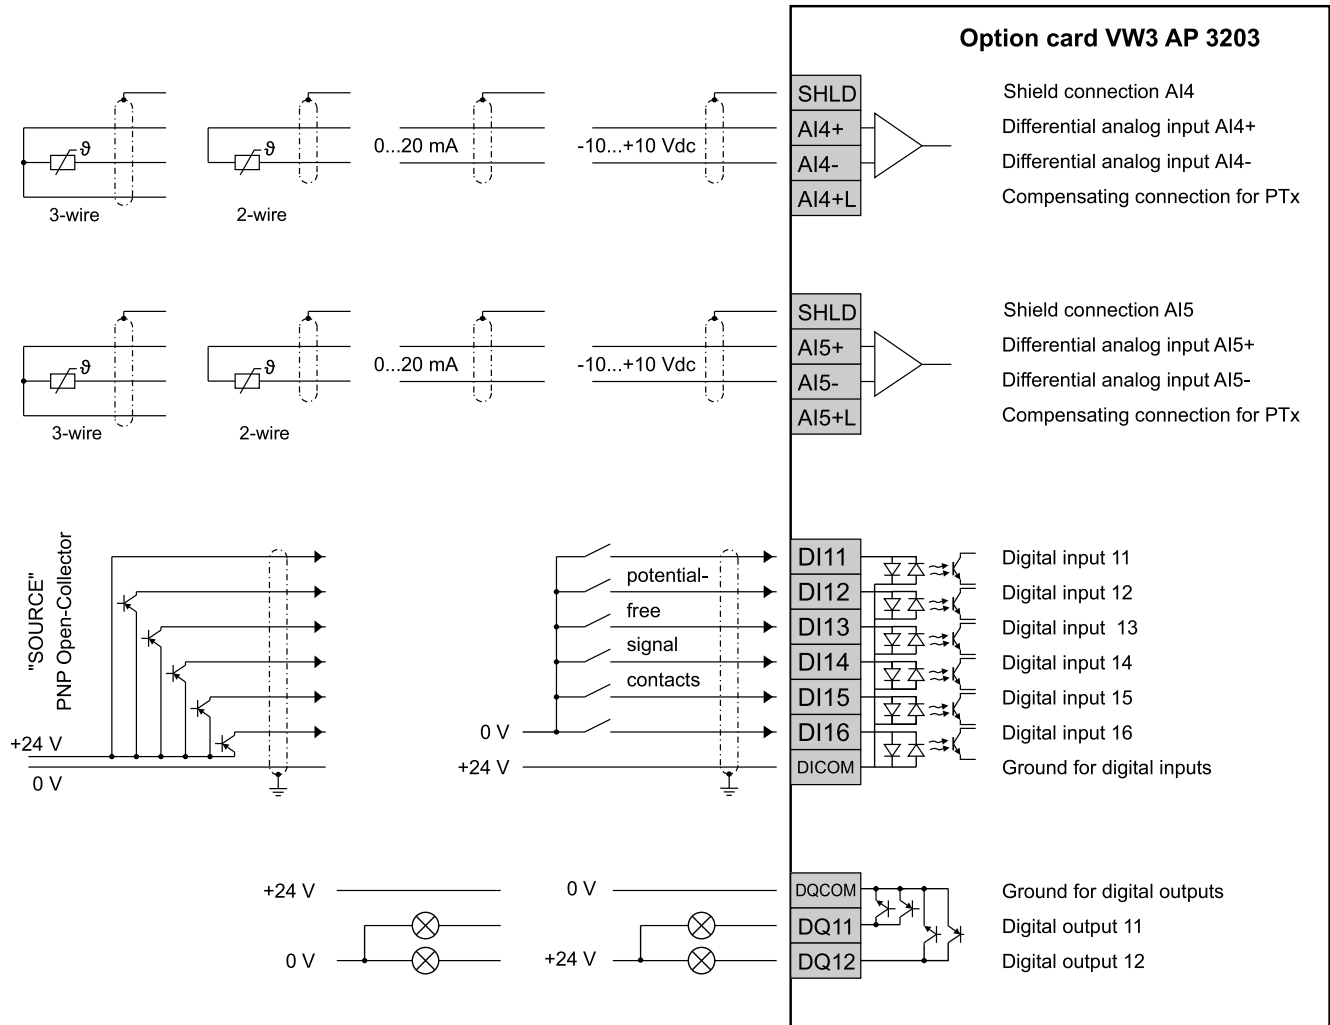 Option card VW3 AP 3203
SHLD
Shield connection AI4
AI4+
Differential analog input AI4+
ϑ
ϑ
0...20 mA
-10...+10 Vdc
AI4-
Differential analog input AI4-
AI4+L
Compensating connection for PTx
3-wire
2-wire
SHLD
Shield connection AI5
AI5+
Differential analog input AI5+
ϑ
ϑ
0...20 mA
-10...+10 Vdc
AI5-
Differential analog input AI5-
AI5+L
Compensating connection for PTx
3-wire
2-wire
"SOURCE"
PNP Open-Collector
+24 V
0 V
potential-
free
signal
contacts
0 V
+24 V
DI11
Digital input 11
DI12
Digital input 12
DI13
Digital input 13
DI14
Digital input 14
DI15
Digital input 15
DI16
Digital input 16
DICOM
Ground for digital inputs
+24 V
0 V
DQCOM
Ground for digital outputs
DQ11
Digital output 11
0 V
+24 V
DQ12
Digital output 12